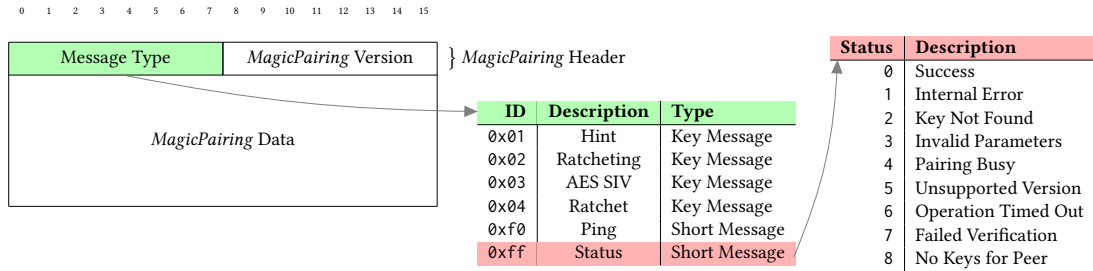 0 1 2 3 4 5 6 7 8 9 10 11 12 13 14 15
Message Type MagicPairing Version } MagicPairing Header
MagicPairing Data
ID Description Type
0x01 Hint Key Message
0x02 Ratcheting Key Message
0x03 AES SIV Key Message
0x04 Ratchet Key Message
0xf0 Ping Short Message
0xff Status Short Message
Status Description
0 Success
1 Internal Error
2 Key Not Found
3 Invalid Parameters
4 Pairing Busy
5 Unsupported Version
6 Operation Timed Out
7 Failed Verification
8 No Keys for Peer